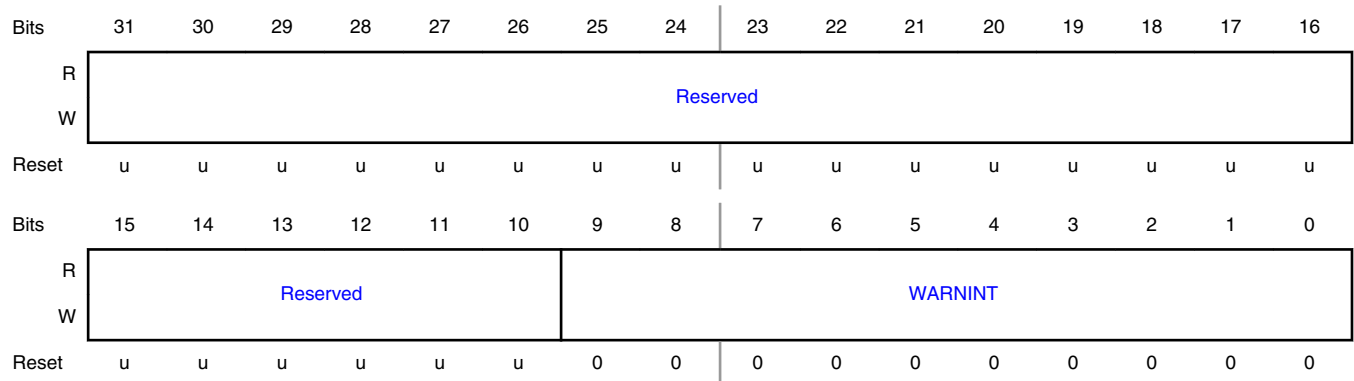 Bits 31 30 29 28 27 26 25 24 23 22 21 20 19 18 17 16
R
Reserved
W
Reset u u u u u u u u u u u u u u u u
Bits 15 14 13 12 11 10 9 8 7 6 5 4 3 2 1 0
R
Reserved WARNINT
W
Reset u u u u u u 0 0 0 0 0 0 0 0 0 0